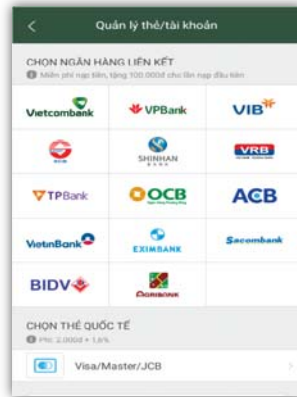 Quản lý thẻ/tài khoản
CHỌN NGÂN HÀNG LIÊN KẾT
Miễn phí nạp tiền, tặng 100.000đ cho lần nạp đầu tiên
Vietcombank VPBank VIB
SHINHAN BANK VRB
TPBank OCB ACB
VietinBank EXIMBANK Sacombank
BIDV AGRIBANK
CHỌN THẺ QUỐC TẾ
Phí: 2.000đ + 1,6%
Visa/Master/JCB